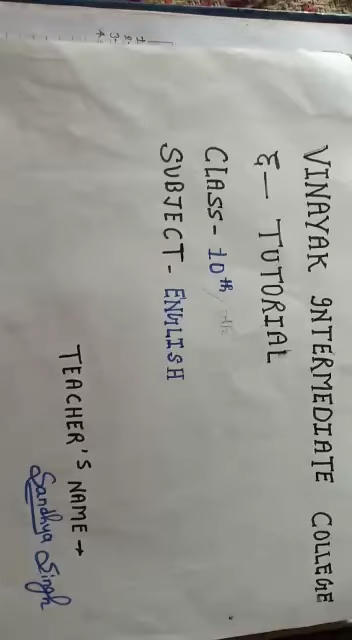 VINAYAK INTERMEDIATE COLLEGE
E- TUTORIAL
CLASS- 10th,
SUBJECT- ENGLISH
TEACHER'S NAME →
Sandhya Singh